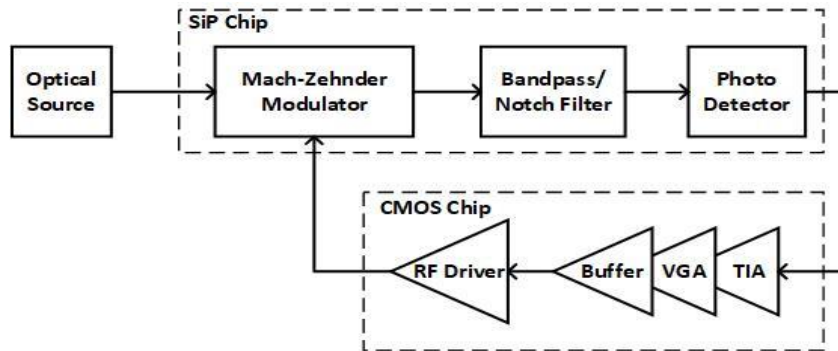 SiP Chip
Optical
Source
Mach-Zehnder
Modulator
Bandpass/
Notch Filter
Photo
Detector
CMOS Chip
RF Driver
Buffer
VGA
TIA